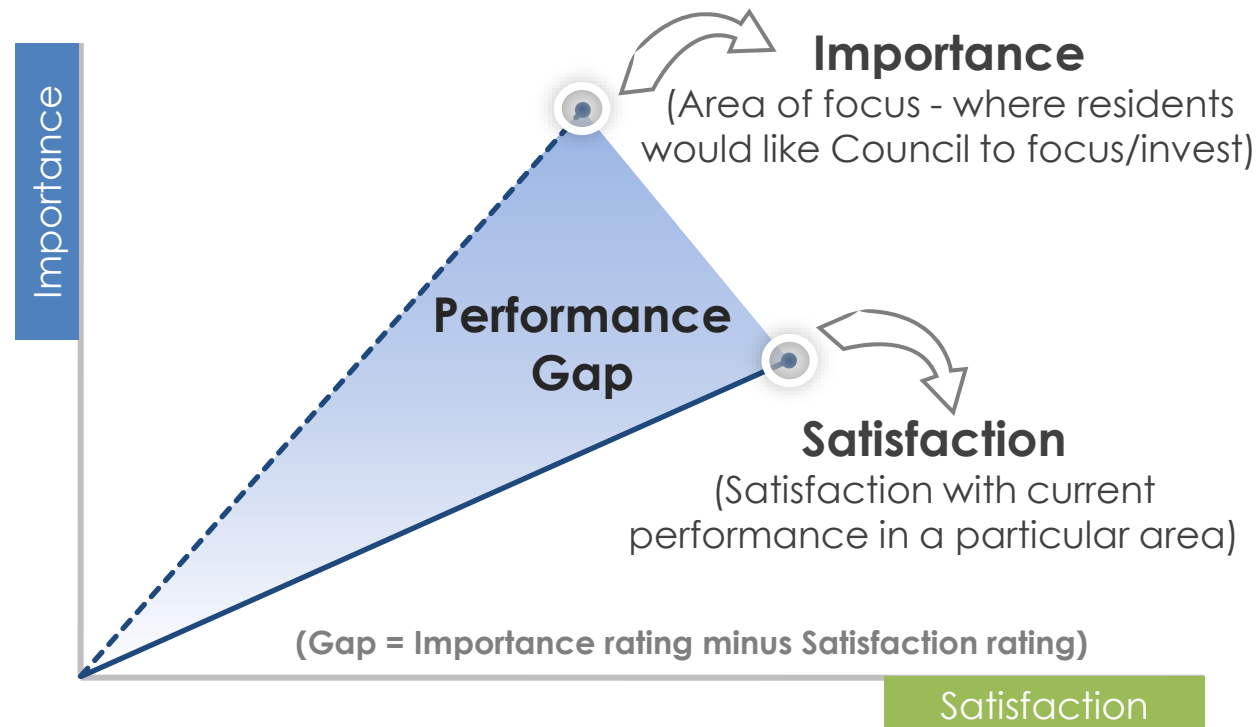 Importance
Importance
(Area of focus - where residents
would like Council to focus/invest)
Performance
Gap
Satisfaction
(Satisfaction with current
performance in a particular area)
(Gap = Importance rating minus Satisfaction rating)
Satisfaction